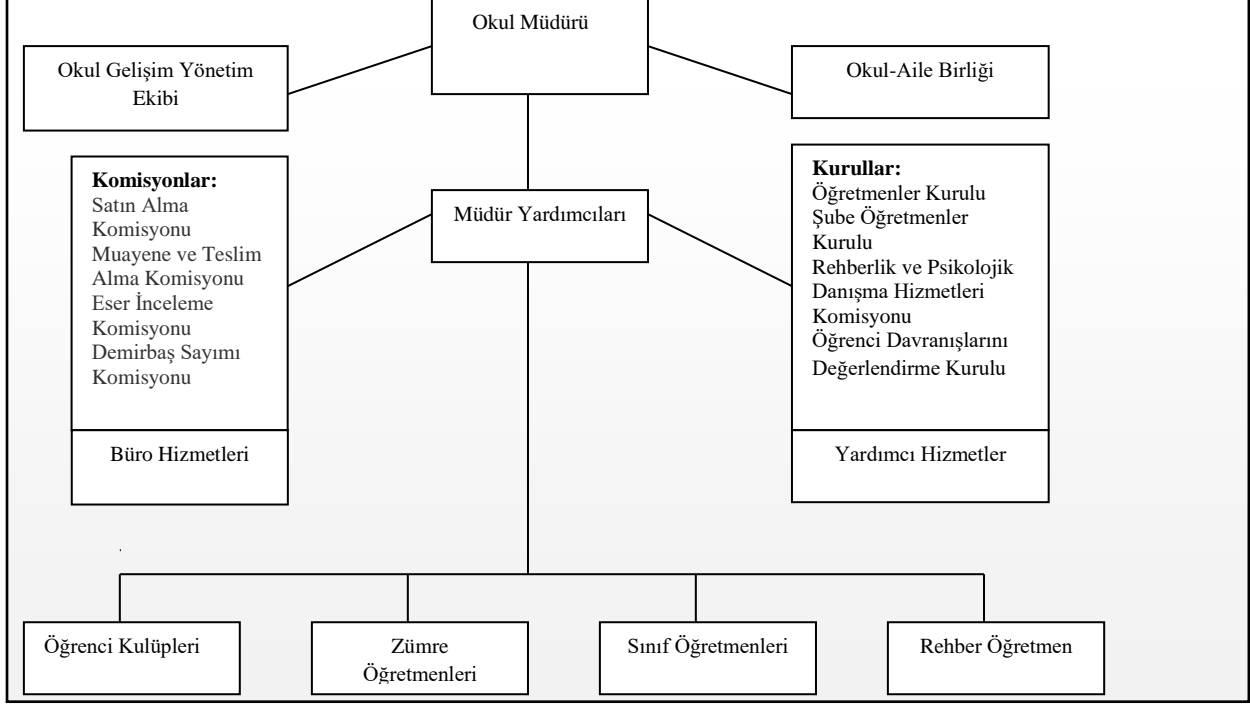 Okul Müdürü
Okul Gelişim Yönetim
Ekibi
Okul-Aile Birliği
Komisyonlar:
Satın Alma
Komisyonu
Muayene ve Teslim
Alma Komisyonu
Eser İnceleme
Komisyonu
Demirbaş Sayımı
Komisyonu
Müdür Yardımcıları
Kurullar:
Öğretmenler Kurulu
Şube Öğretmenler
Kurulu
Rehberlik ve Psikolojik
Danışma Hizmetleri
Komisyonu
Öğrenci Davranışlarını
Değerlendirme Kurulu
Büro Hizmetleri
Yardımcı Hizmetler
Öğrenci Kulüpleri
Zümre
Öğretmenleri
Sınıf Öğretmenleri
Rehber Öğretmen